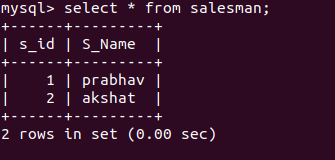 mysql> select * from salesman;
+------+---------+
| s_id | S_Name  |
+------+---------+
|    1 | prabhav |
|    2 | akshat  |
+------+---------+
2 rows in set (0.00 sec)